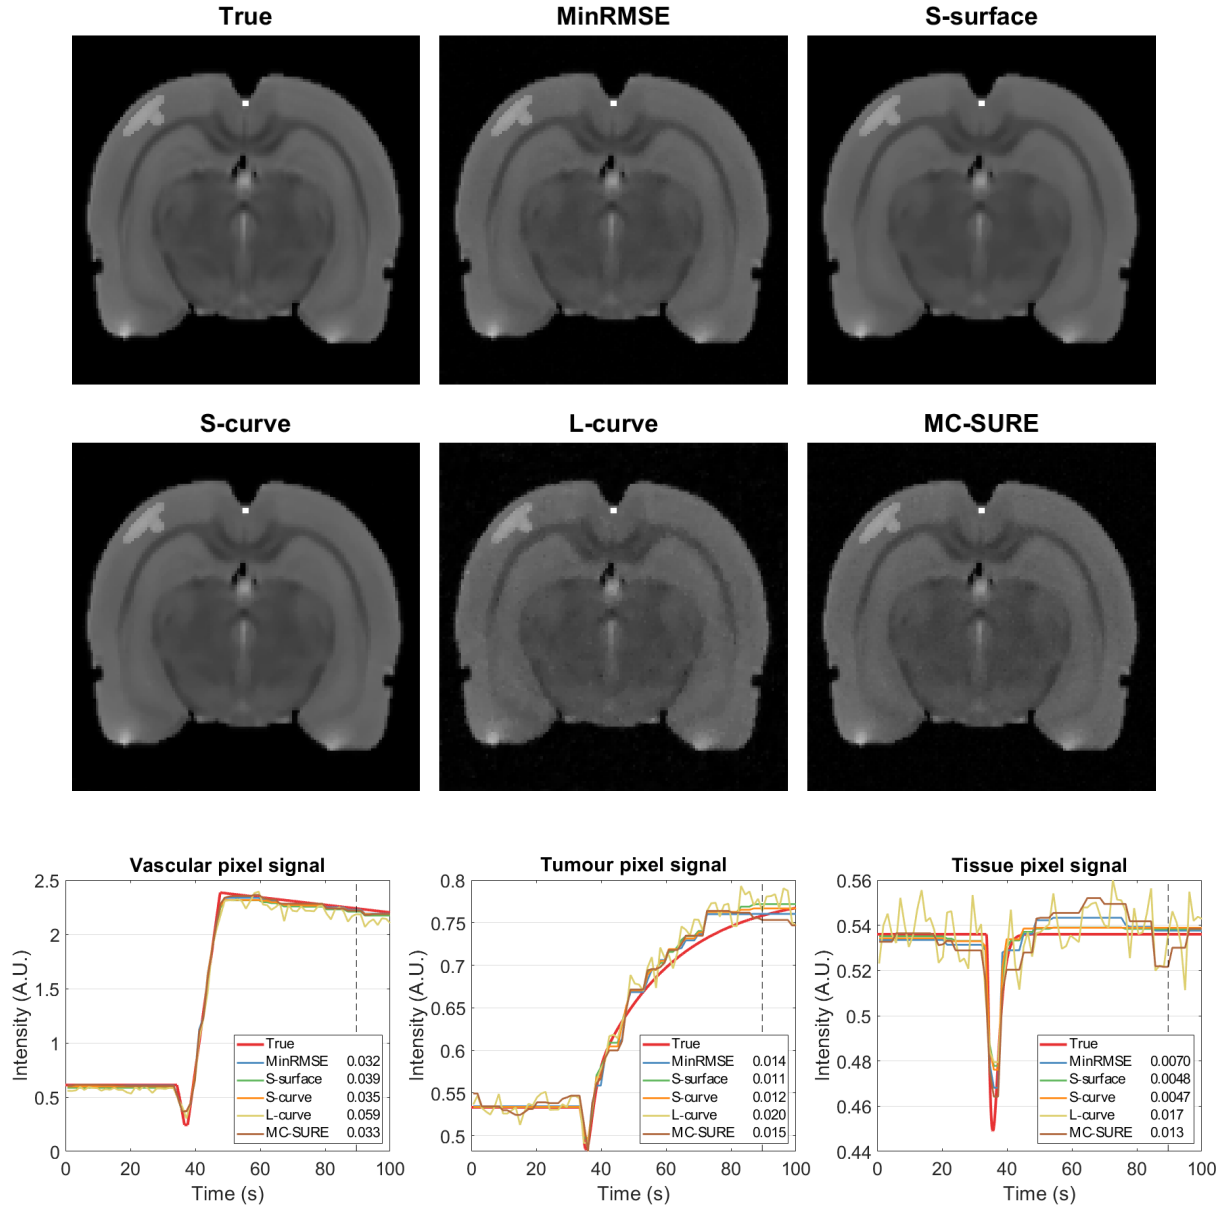 True MinRMSE S-surface
S-curve L-curve MC-SURE
Vascular pixel signal
Intensity (A.U.)
2.5
2
1.5
1
0.5
0
True
MinRMSE 0.032
S-surface 0.039
S-curve 0.035
L-curve 0.059
MC-SURE 0.033
0 20 40 60 80 100
Time (s)
Tumour pixel signal
Intensity (A.U.)
0.8
0.75
0.7
0.65
0.6
0.55
0.5
True
MinRMSE 0.014
S-surface 0.011
S-curve 0.012
L-curve 0.020
MC-SURE 0.015
0 20 40 60 80 100
Time (s)
Tissue pixel signal
Intensity (A.U.)
0.56
0.54
0.52
0.5
0.48
0.46
0.44
True
MinRMSE 0.0070
S-surface 0.0048
S-curve 0.0047
L-curve 0.017
MC-SURE 0.013
0 20 40 60 80 100
Time (s)